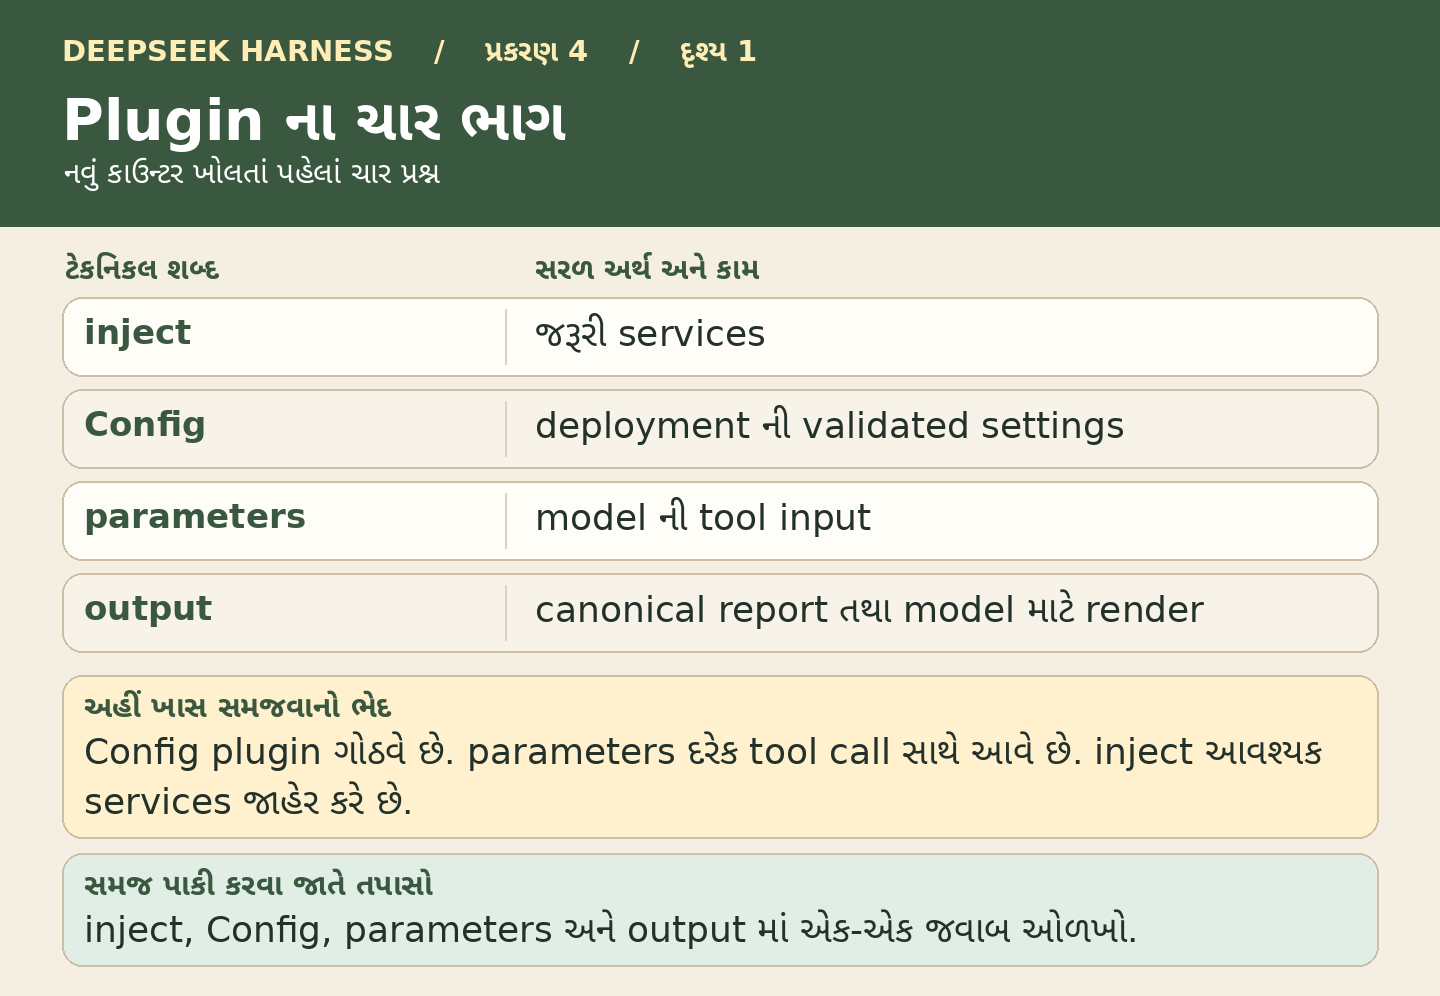 DEEPSEEK HARNESS / પ્રકરણ 4 / દૃશ્ય 1
Plugin ના ચાર ભાગ
નવું કાઉન્ટર ખોલતાં પહેલાં ચાર પ્રશ્ન
ટેકનિકલ શબ્દ સરળ અર્થ અને કામ
inject જરૂરી services
Config deployment ની validated settings
parameters model ની tool input
output canonical report તથા model માટે render
અહીં ખાસ સમજવાનો ભેદ
Config plugin ગોઠવે છે. parameters દરેક tool call સાથે આવે છે. inject આવશ્યક
services જાહેર કરે છે.
સમજ પાકી કરવા જાતે તપાસો
inject, Config, parameters અને output માં એક-એક જવાબ ઓળખો.